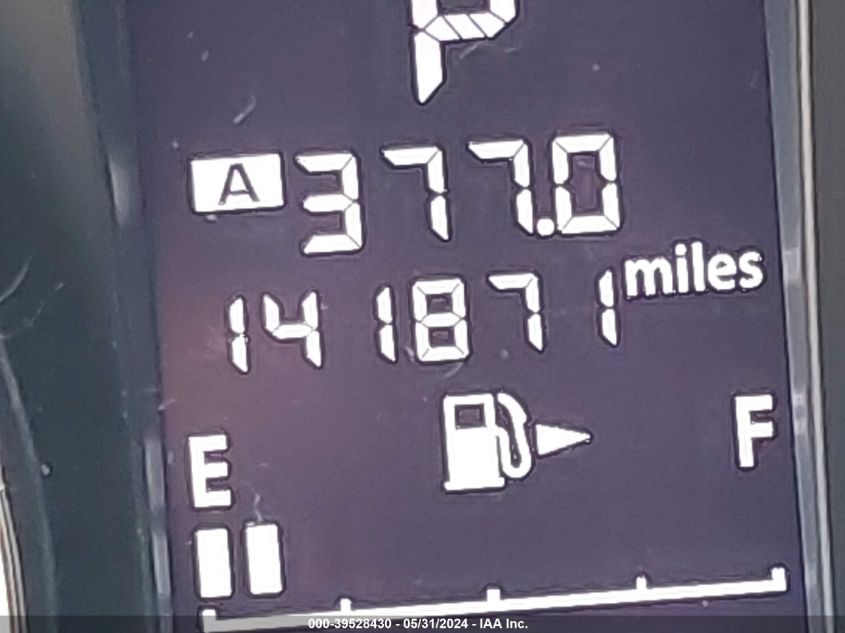 P
A 377.0
141871 miles
E F
000-39528430 - 05/31/2024 - IAA Inc.